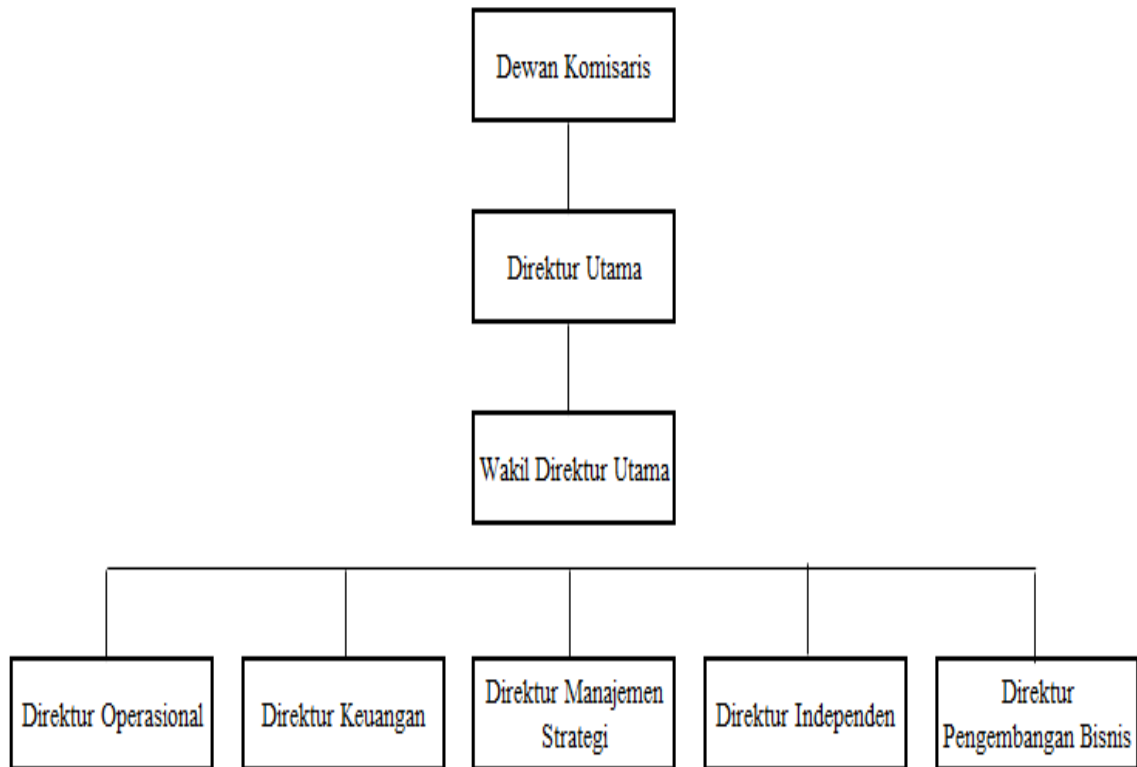 Dewan Komisaris
Direktur Utama
Wakil Direktur Utama
Direktur Operasional
Direktur Keuangan
Direktur Manajemen
Strategi
Direktur Independen
Direktur
Pengembangan Bisnis